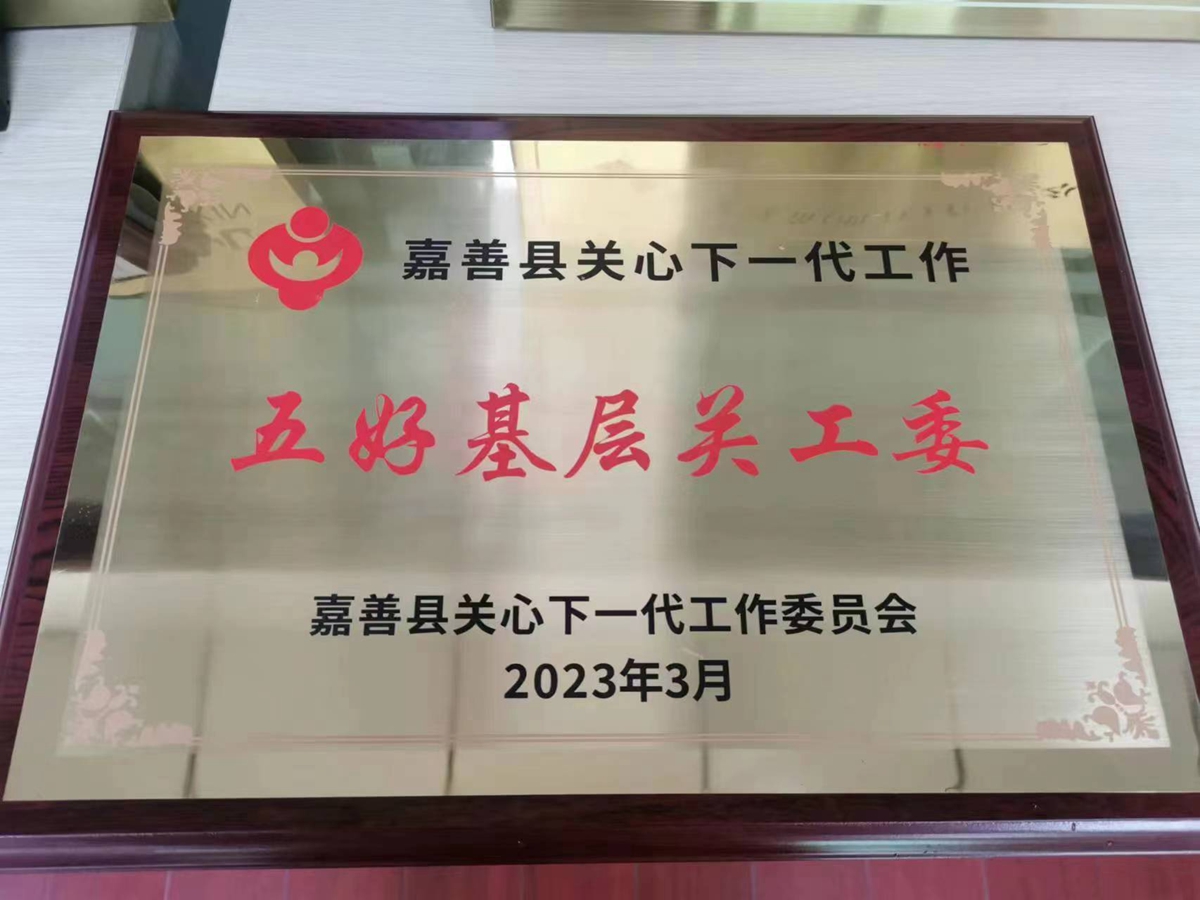 嘉善县关心下一代工作
五好基层关工委
嘉善县关心下一代工作委员会
2023年3月